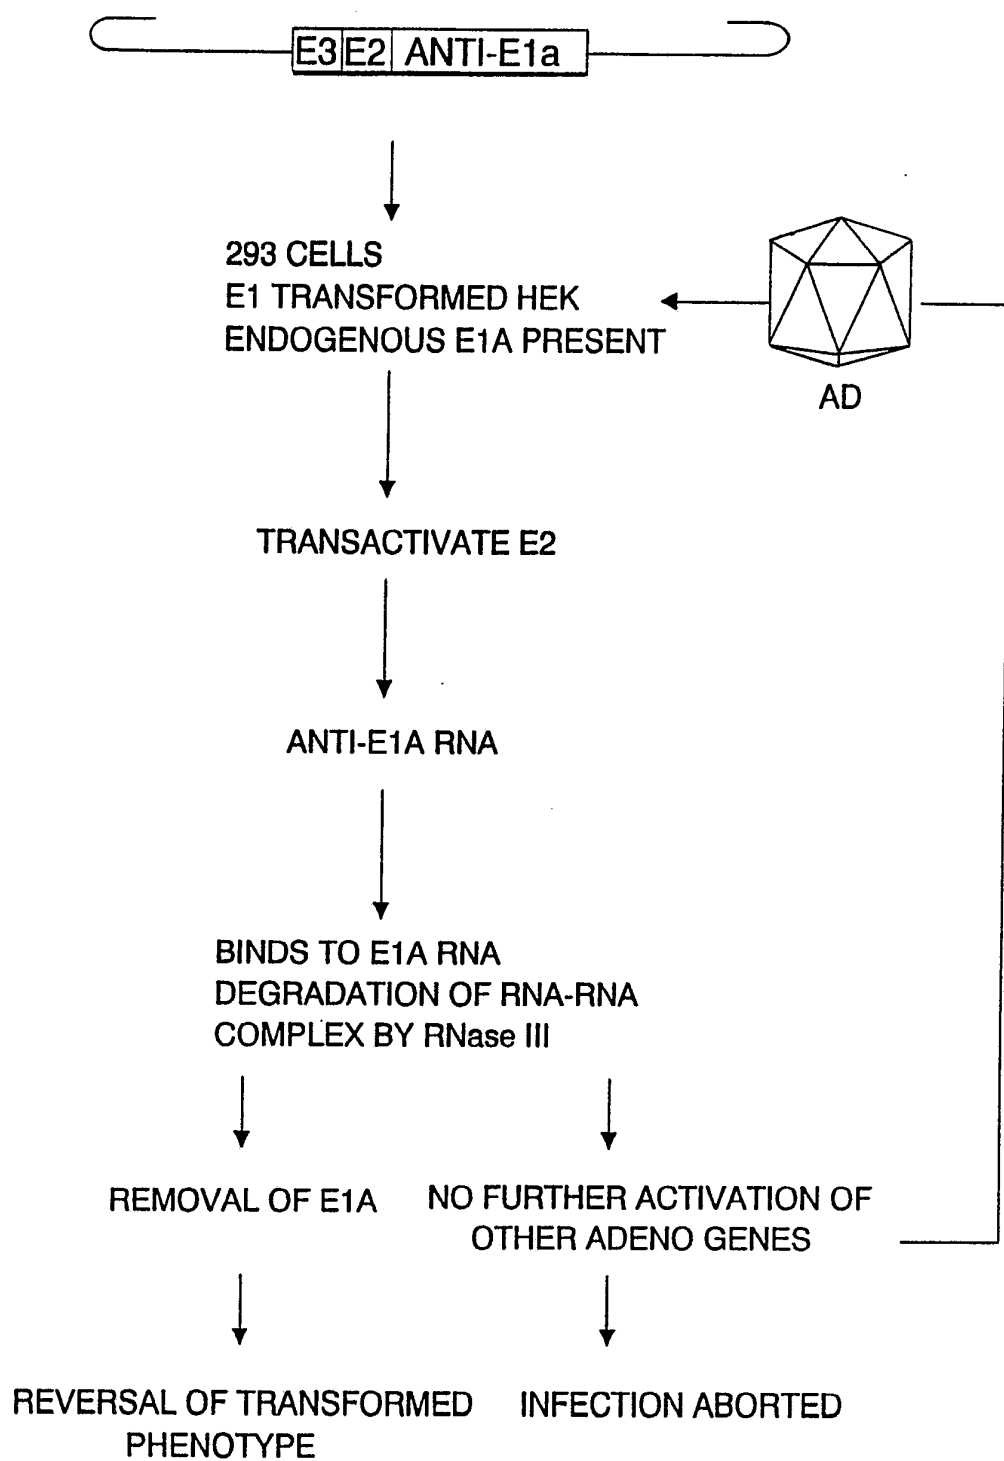 E3 E2 ANTI-E1a
293 CELLS
E1 TRANSFORMED HEK
ENDOGENOUS E1A PRESENT
AD
TRANSACTIVATE E2
ANTI-E1A RNA
BINDS TO E1A RNA
DEGRADATION OF RNA-RNA
COMPLEX BY RNase III
REMOVAL OF E1A
NO FURTHER ACTIVATION OF
OTHER ADENO GENES
REVERSAL OF TRANSFORMED
PHENOTYPE
INFECTION ABORTED